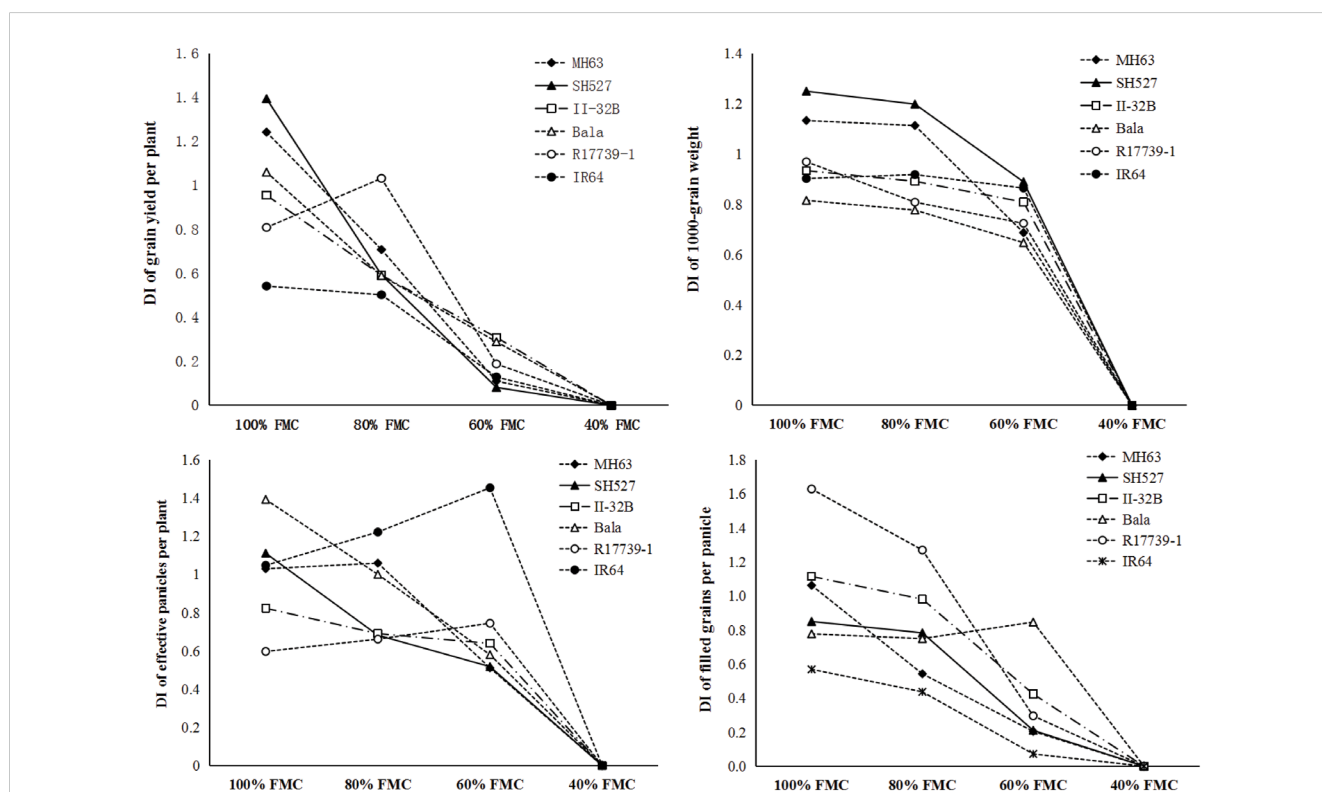 DI of grain yield per plant
1.6
1.4
1.2
1
0.8
0.6
0.4
0.2
0
100% FMC 80% FMC 60% FMC 40% FMC
MH63
SH527
II-32B
Bala
R17739-1
IR64
DI of 1000-grain weight
1.4
1.2
1
0.8
0.6
0.4
0.2
0
100% FMC 80% FMC 60% FMC 40% FMC
MH63
SH527
II-32B
Bala
R17739-1
IR64
DI of effective panicles per plant
1.6
1.4
1.2
1
0.8
0.6
0.4
0.2
0
100% FMC 80% FMC 60% FMC 40% FMC
MH63
SH527
II-32B
Bala
R17739-1
IR64
DI of filled grains per panicle
1.8
1.6
1.4
1.2
1.0
0.8
0.6
0.4
0.2
0.0
100% FMC 80% FMC 60% FMC 40% FMC
MH63
SH527
II-32B
Bala
R17739-1
IR64